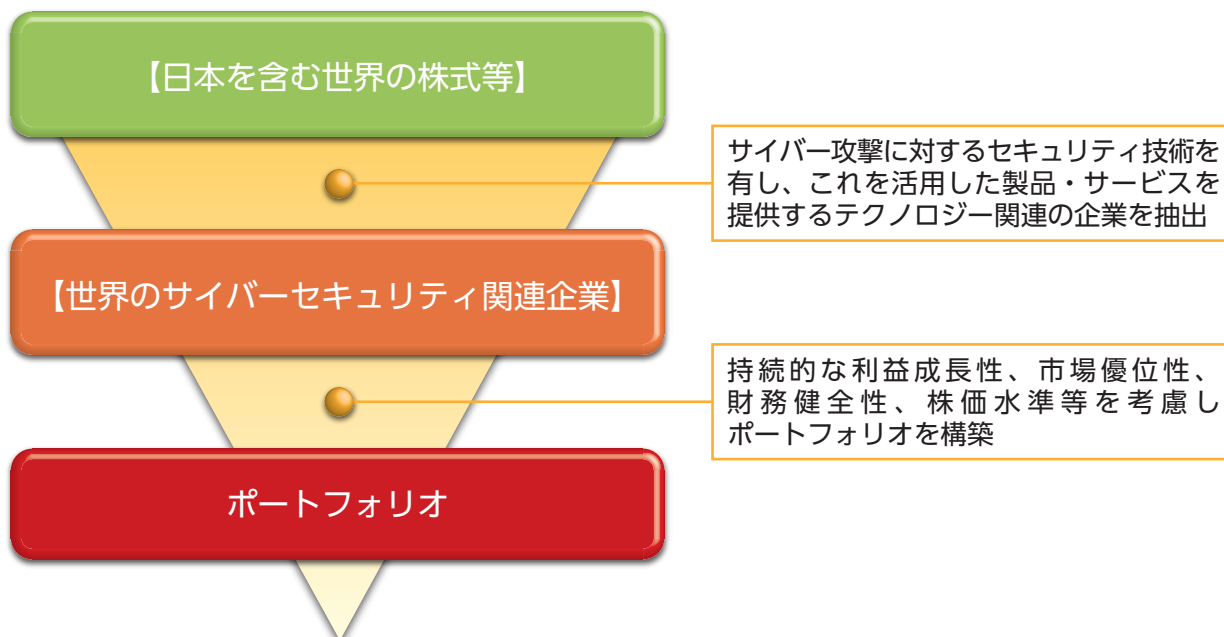 【日本を含む世界の株式等】
サイバー攻撃に対するセキュリティ技術を
有し、これを活用した製品・サービスを
提供するテクノロジー関連の企業を抽出
【世界のサイバーセキュリティ関連企業】
持続的な利益成長性、市場優位性、
財務健全性、株価水準等を考慮し
ポートフォリオを構築
ポートフォリオ